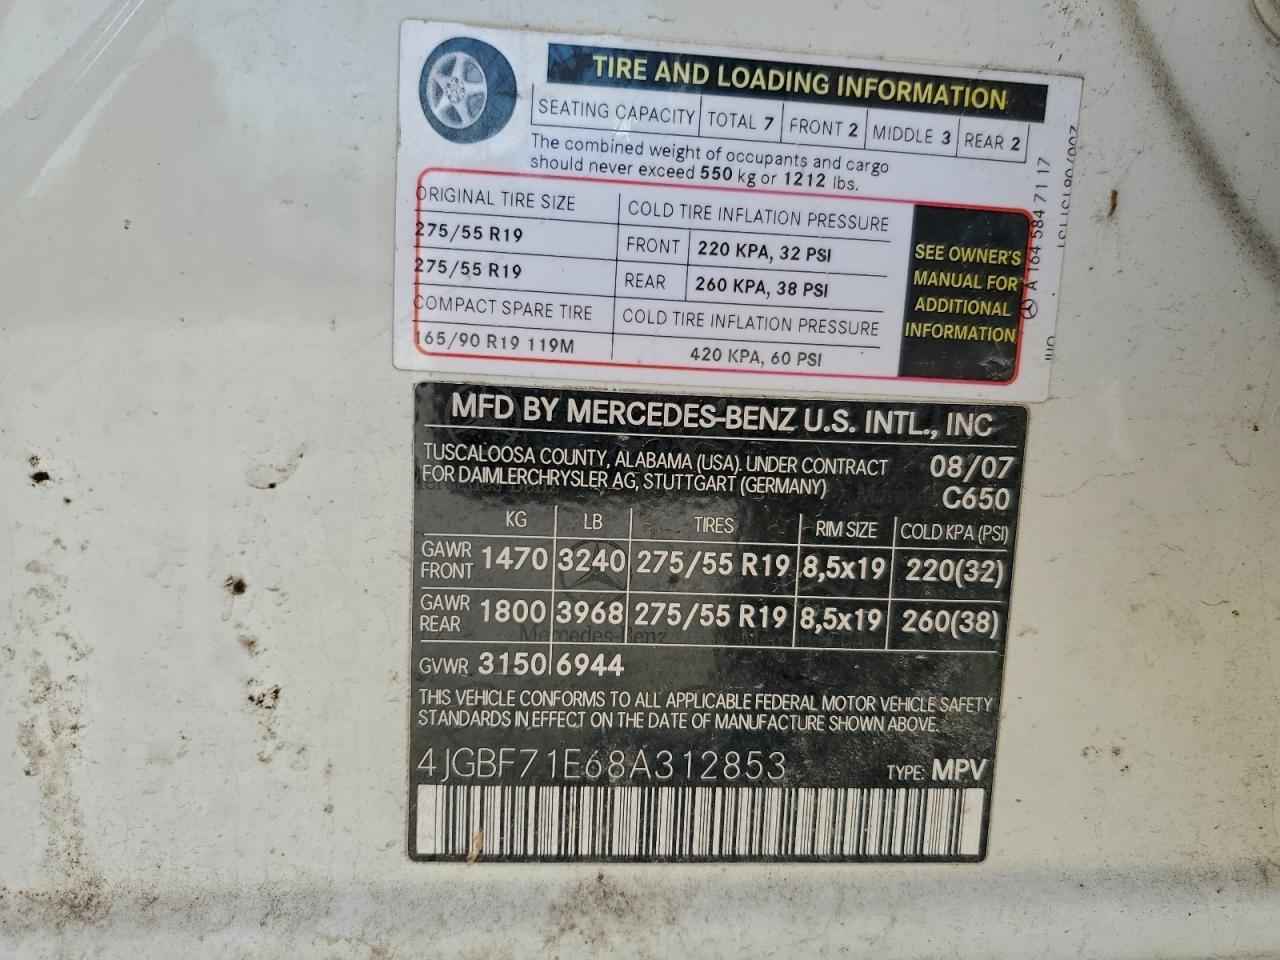 TIRE AND LOADING INFORMATION
SEATING CAPACITY TOTAL 7 FRONT 2 MIDDLE 3 REAR 2
The combined weight of occupants and cargo
should never exceed 550 kg or 1212 lbs.
ORIGINAL TIRE SIZE COLD TIRE INFLATION PRESSURE
275/55 R19 FRONT 220 KPA, 32 PSI
275/55 R19 REAR 260 KPA, 38 PSI
COMPACT SPARE TIRE COLD TIRE INFLATION PRESSURE
165/90 R19 119M 420 KPA, 60 PSI
SEE OWNER'S
MANUAL FOR
ADDITIONAL
INFORMATION
A 164 584 71 17
MFD BY MERCEDES-BENZ U.S. INTL., INC
TUSCALOOSA COUNTY, ALABAMA (USA). UNDER CONTRACT 08/07
FOR DAIMLERCHRYSLER AG, STUTTGART (GERMANY) C650
KG LB TIRES RIM SIZE COLD KPA (PSI)
GAWR FRONT 1470 3240 275/55 R19 8,5x19 220(32)
GAWR REAR 1800 3968 275/55 R19 8,5x19 260(38)
Mercedes-Benz
GVWR 3150 6944
THIS VEHICLE CONFORMS TO ALL APPLICABLE FEDERAL MOTOR VEHICLE SAFETY
STANDARDS IN EFFECT ON THE DATE OF MANUFACTURE SHOWN ABOVE.
4JGBF71E68A312853 TYPE: MPV